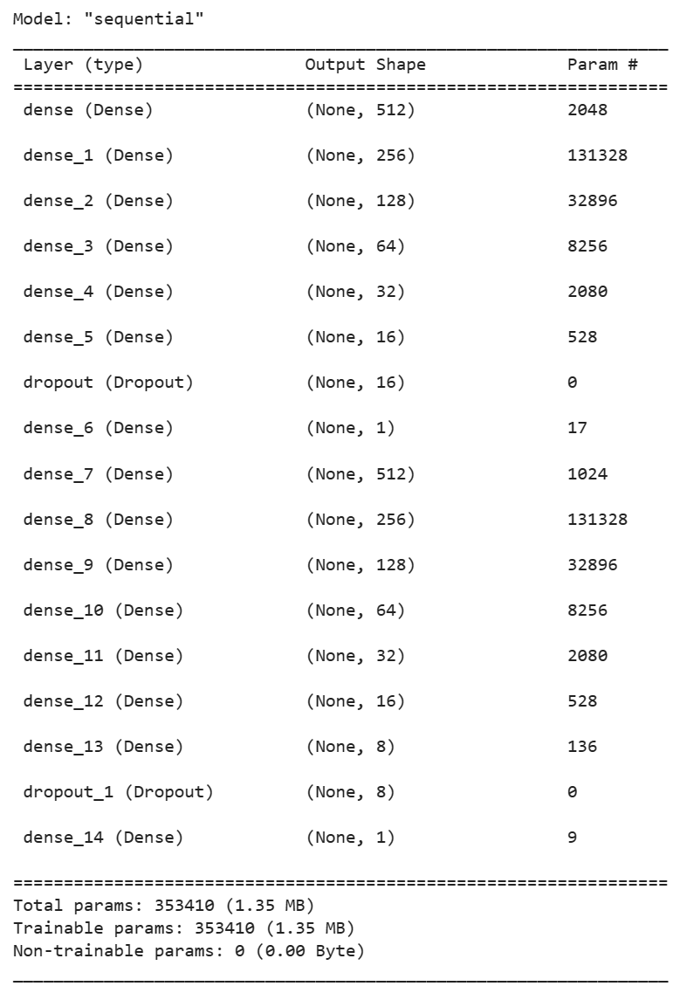 Model: "sequential"
Layer (type) Output Shape Param #
dense (Dense) (None, 512) 2048
dense_1 (Dense) (None, 256) 131328
dense_2 (Dense) (None, 128) 32896
dense_3 (Dense) (None, 64) 8256
dense_4 (Dense) (None, 32) 2080
dense_5 (Dense) (None, 16) 528
dropout (Dropout) (None, 16) 0
dense_6 (Dense) (None, 1) 17
dense_7 (Dense) (None, 512) 1024
dense_8 (Dense) (None, 256) 131328
dense_9 (Dense) (None, 128) 32896
dense_10 (Dense) (None, 64) 8256
dense_11 (Dense) (None, 32) 2080
dense_12 (Dense) (None, 16) 528
dense_13 (Dense) (None, 8) 136
dropout_1 (Dropout) (None, 8) 0
dense_14 (Dense) (None, 1) 9
Total params: 353410 (1.35 MB)
Trainable params: 353410 (1.35 MB)
Non-trainable params: 0 (0.00 Byte)